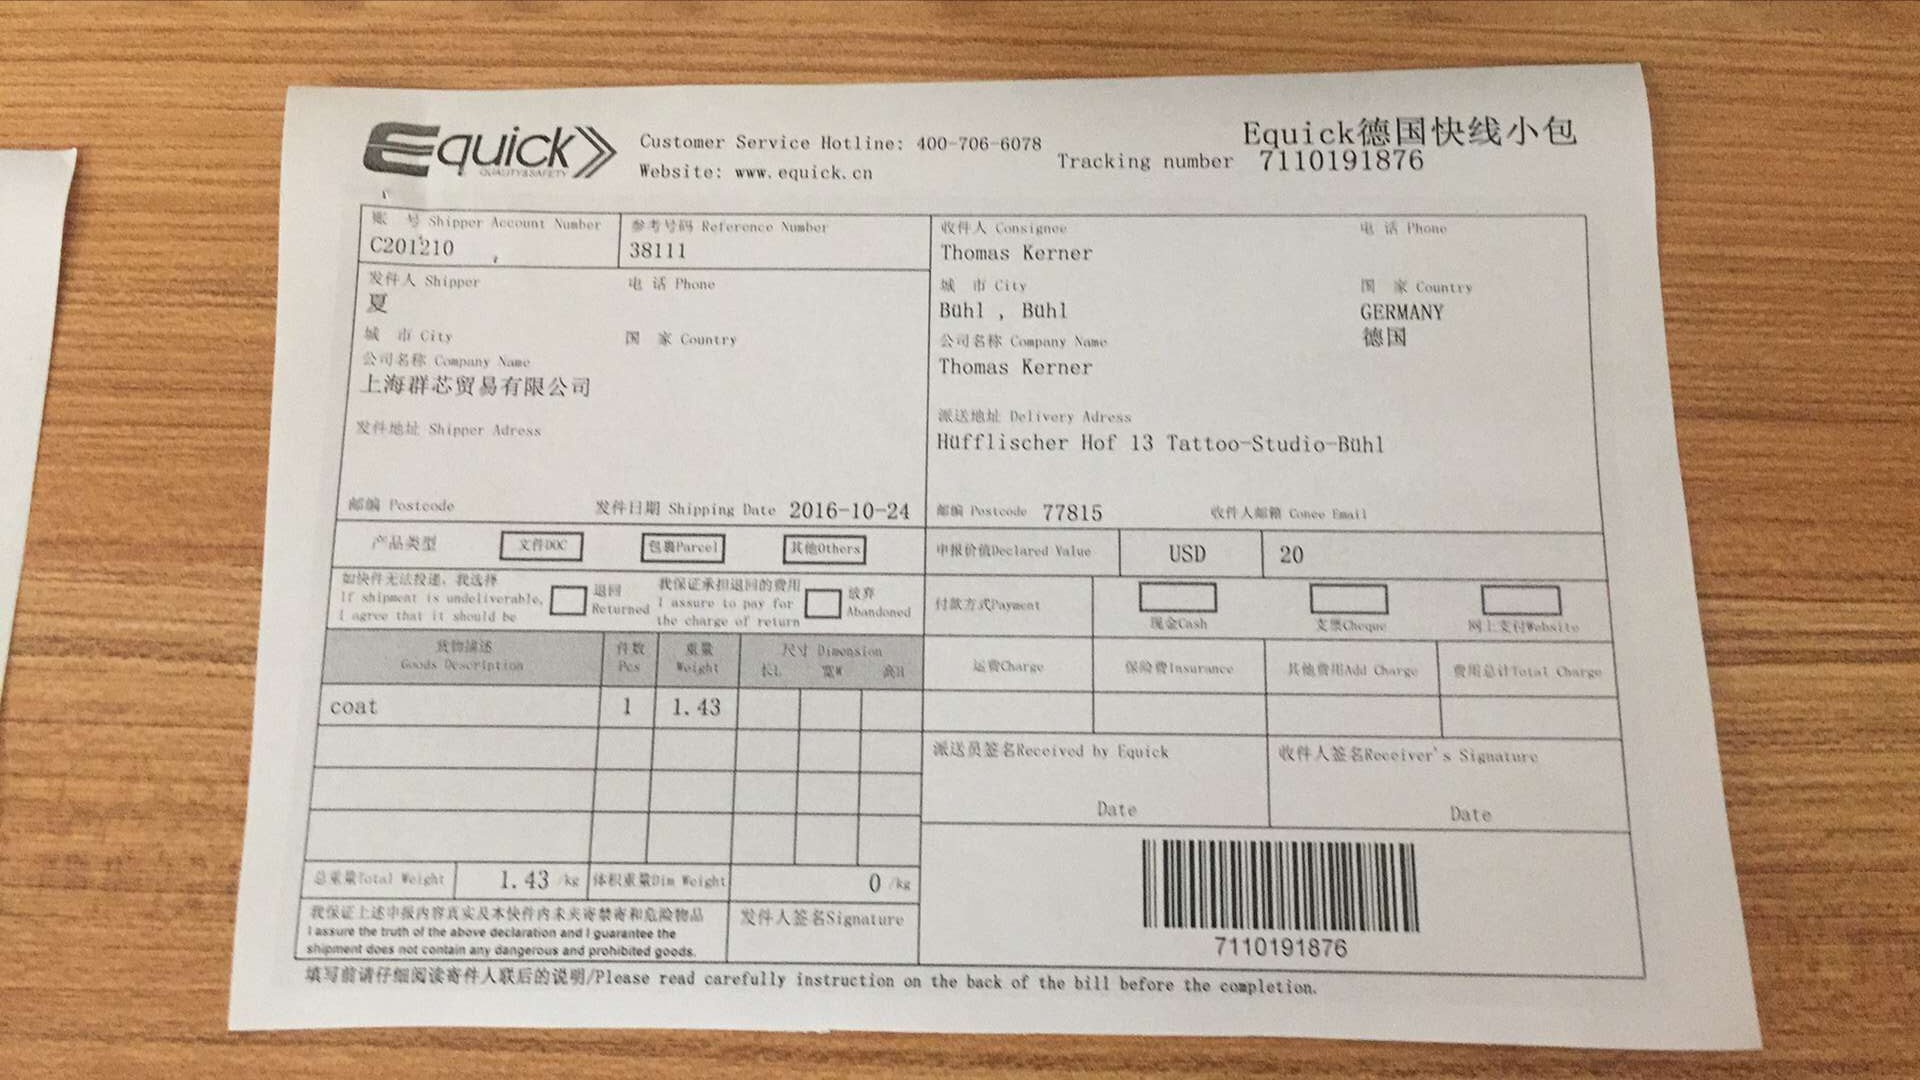 Equick
QUALITY&SAFETY
Customer Service Hotline: 400-706-6078
Website: www.equick.cn
Equick德国快线小包
Tracking number 7110191876
账 号 Shipper Account Number
C201210
参考号码 Reference Number
38111
发件人 Shipper
夏
电 话 Phone
城 市 City
国 家 Country
公司名称 Company Name
上海群芯贸易有限公司
发件地址 Shipper Adress
邮编 Postcode
发件日期 Shipping Date 2016-10-24
收件人 Consignee
Thomas Kerner
电 话 Phone
城 市 City
Bühl , Bühl
国 家 Country
GERMANY
德国
公司名称 Company Name
Thomas Kerner
派送地址 Delivery Adress
Hüfflischer Hof 13 Tattoo-Studio-Bühl
邮编 Postcode 77815
收件人邮箱 Conee Email
产品类型
文件DOC
包裹Parcel
其他Others
申报价值Declared Value
USD
20
如快件无法投递，我选择
If shipment is undeliverable,
I agree that it should be
退回
Returned
我保证承担退回的费用
I assure to pay for
the charge of return
放弃
Abandoned
付款方式Payment
现金Cash
支票Cheque
网上支付Website
货物描述
Goods Description
件数
Pcs
重量
Weight
尺寸 Dimension
长L 宽W 高H
运费Charge
保险费Insurance
其他费用Add Charge
费用总计Total Charge
coat 1 1.43
派送员签名Received by Equick
Date
收件人签名Receiver's Signature
Date
总重量Total Weight
1.43 /kg
体积重量Dim Weight
0 /kg
我保证上述申报内容真实及本快件内未夹寄禁寄和危险物品
I assure the truth of the above declaration and I guarantee the
shipment does not contain any dangerous and prohibited goods.
发件人签名Signature
7110191876
填写前请仔细阅读寄件人联后的说明/Please read carefully instruction on the back of the bill before the completion.